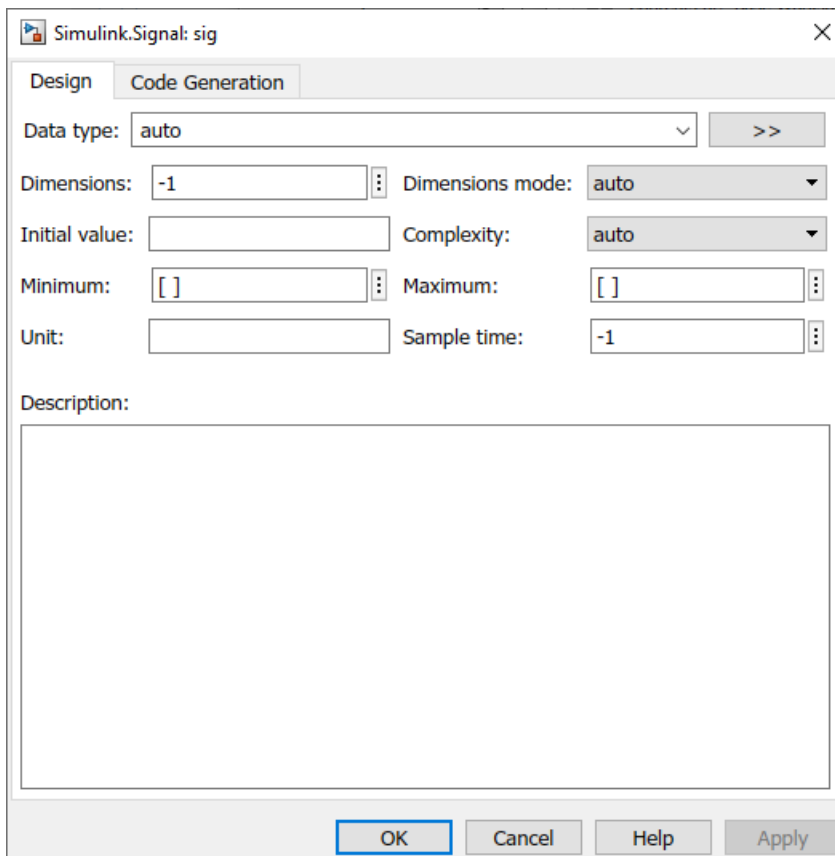 Simulink.Signal: sig
Design Code Generation
Data type: auto >>
Dimensions: -1 Dimensions mode: auto
Initial value: Complexity: auto
Minimum: [ ] Maximum: [ ]
Unit: Sample time: -1
Description:
OK Cancel Help Apply